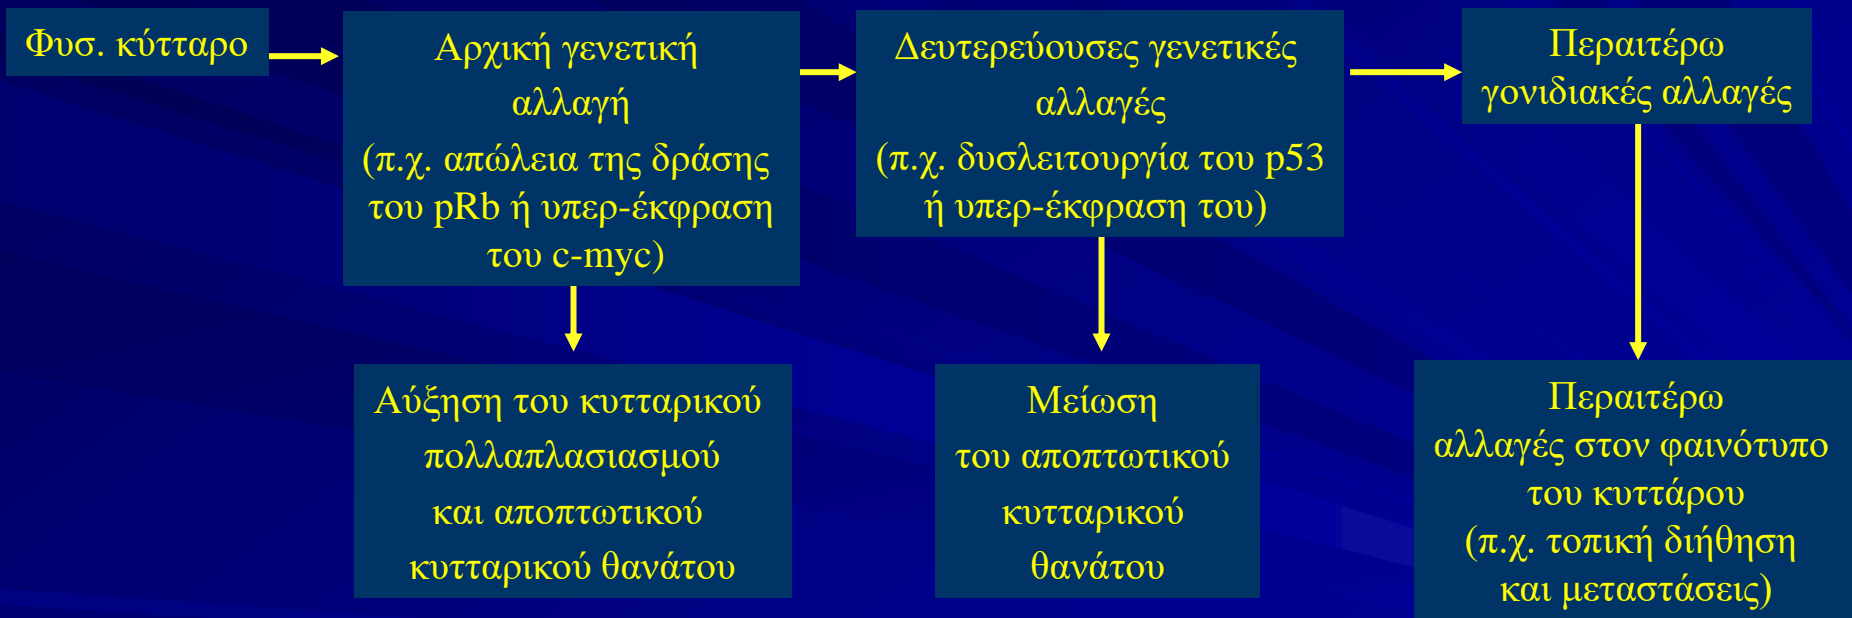 Φυσ. κύτταρο
Αρχική γενετική
αλλαγή
(π.χ. απώλεια της δράσης
του pRb ή υπερ-έκφραση
του c-myc)
Δευτερεύουσες γενετικές
αλλαγές
(π.χ. δυσλειτουργία του p53
ή υπερ-έκφραση του)
Περαιτέρω
γονιδιακές αλλαγές
Αύξηση του κυτταρικού
πολλαπλασιασμού
και αποπτωτικού
κυτταρικού θανάτου
Μείωση
του αποπτωτικού
κυτταρικού
θανάτου
Περαιτέρω
αλλαγές στον φαινότυπο
του κυττάρου
(π.χ. τοπική διήθηση
και μεταστάσεις)